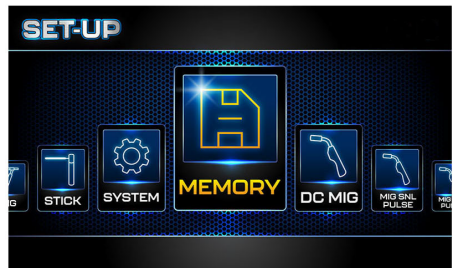 SET-UP
STICK
SYSTEM
MEMORY
DC MIG
MIG SNL
PULSE